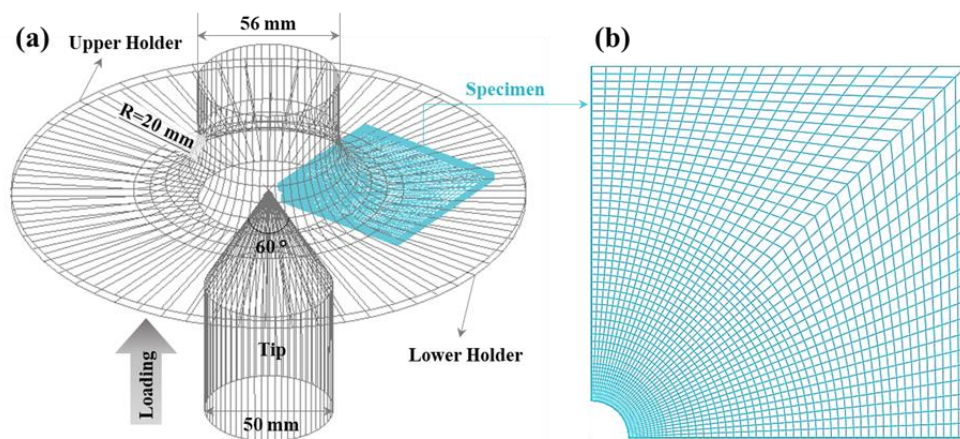 (a)
56 mm
(b)
Upper Holder
Specimen
R=20 mm
60 °
Loading
Tip
Lower Holder
50 mm